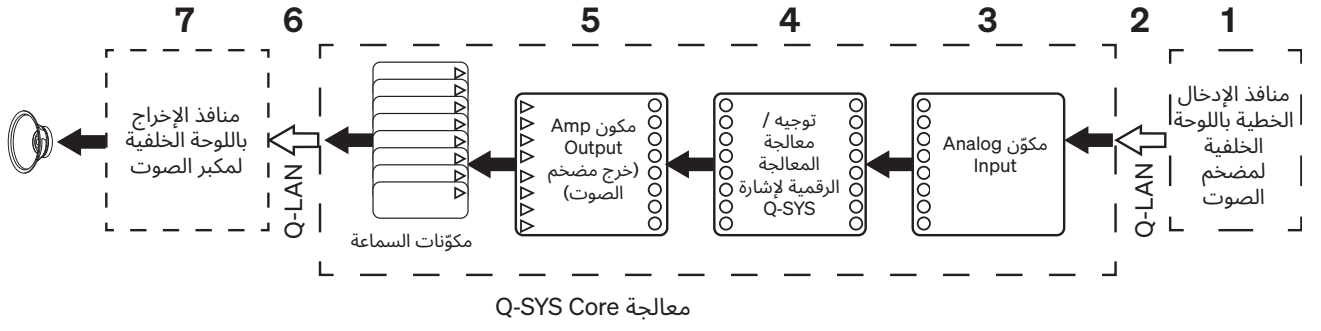 1
2
3
4
5
6
7
منافذ الإدخال
الخطية باللوحة
الخلفية
لمضخم
الصوت
Q-LAN
مكوّن Analog
Input
توجيه /
معالجة
المعالجة
الرقمية لإشارة
Q-SYS
مكون Amp
Output
(خرج مضخم
الصوت)
مكوّنات السماعة
Q-LAN
منافذ الإخراج
باللوحة الخلفية
لمكبر الصوت
معالجة Q-SYS Core